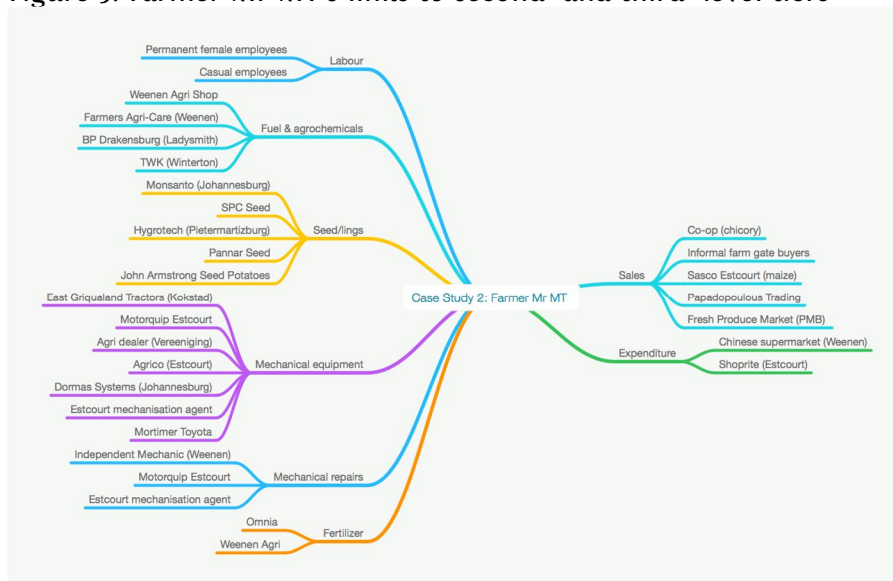 Permanent female employees
Casual employees
Labour
Weenen Agri Shop
Farmers Agri-Care (Weenen)
BP Drakensburg (Ladysmith)
TWK (Winterton)
Fuel & agrochemicals
Monsanto (Johannesburg)
SPC Seed
Hygrotech (Pietermartizburg)
Pannar Seed
John Armstrong Seed Potatoes
Seed/lings
East Griqualand Tractors (Kokstad)
Motorquip Estcourt
Agri dealer (Vereeniging)
Agrico (Estcourt)
Dormas Systems (Johannesburg)
Estcourt mechanisation agent
Mortimer Toyota
Mechanical equipment
Independent Mechanic (Weenen)
Motorquip Estcourt
Estcourt mechanisation agent
Mechanical repairs
Omnia
Weenen Agri
Fertilizer
Case Study 2: Farmer Mr MT
Sales
Co-op (chicory)
Informal farm gate buyers
Sasco Estcourt (maize)
Papadopoulous Trading
Fresh Produce Market (PMB)
Expenditure
Chinese supermarket (Weenen)
Shoprite (Estcourt)